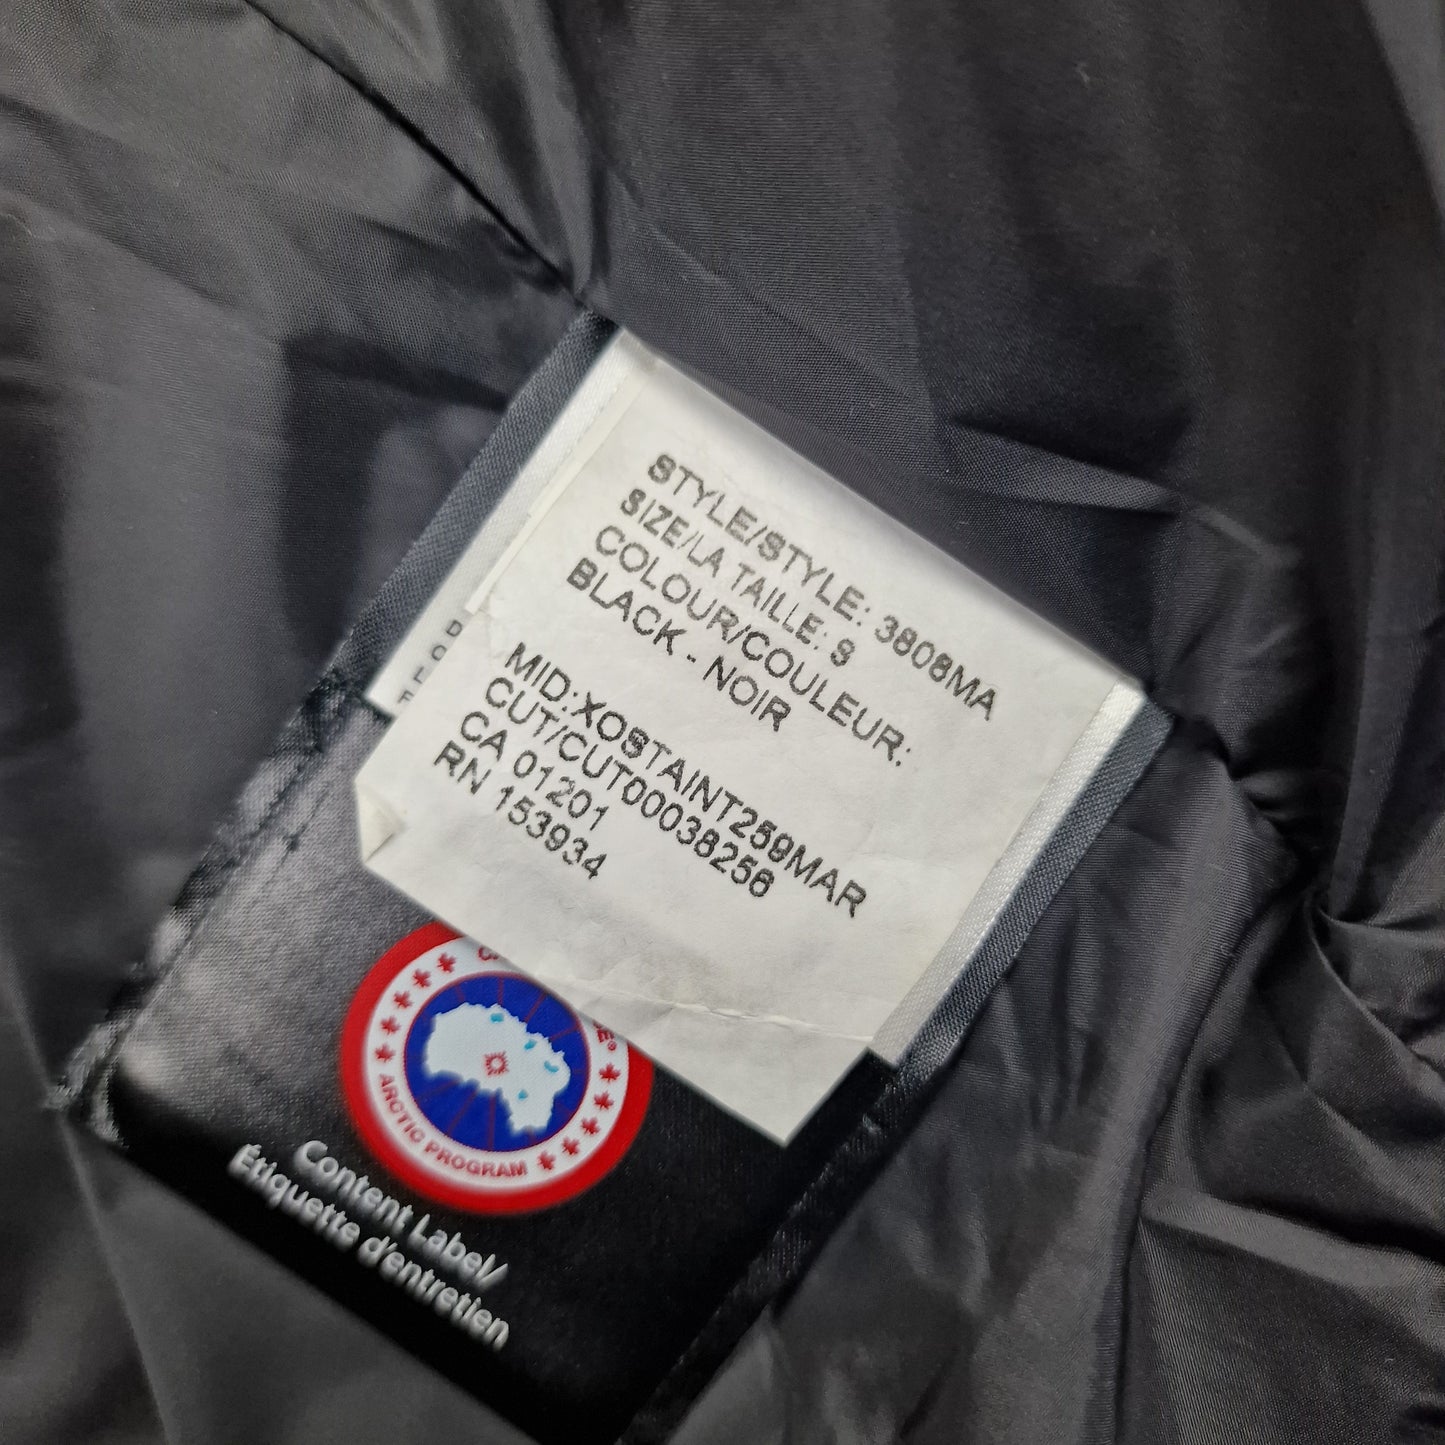 STYLE/STYLE: 3808MA
SIZE/LA TAILLE: S
COLOUR/COULEUR:
BLACK - NOIR
MID:XOSTAINT259MAR
CUT/CUT00038256
CA 01201
RN 153934
ARCTIC PROGRAM
Content Label/
Étiquette d'entretien